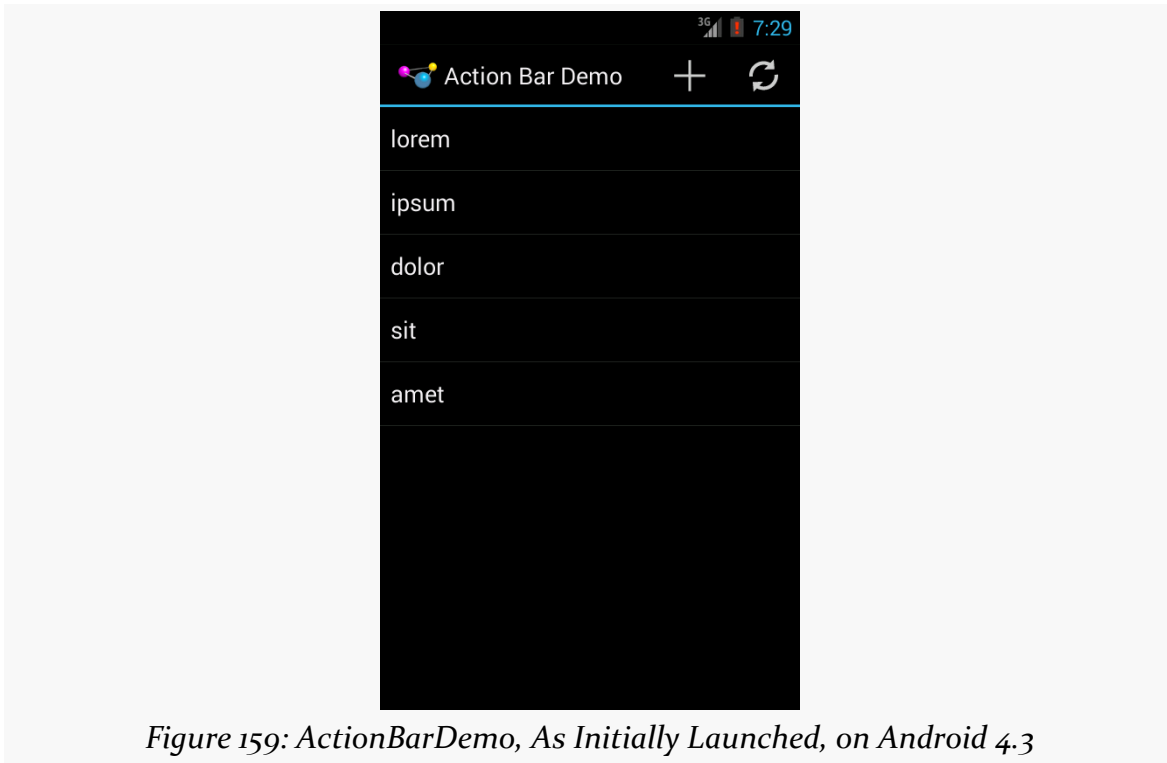 3G 7:29
Action Bar Demo
lorem
ipsum
dolor
sit
amet
Figure 159: ActionBarDemo, As Initially Launched, on Android 4.3